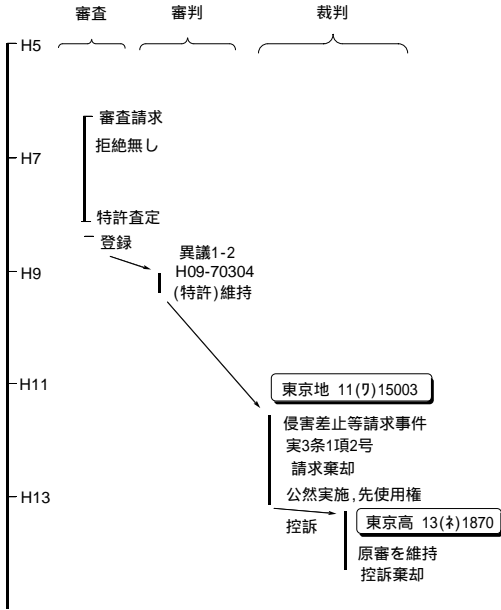 審査 審判 裁判
H5
審査請求
拒絶無し
H7
特許査定
登録
異議1-2
H9
H09-70304
(特許)維持
H11
東京地 11(ワ)15003
侵害差止等請求事件
実3条1項2号
請求棄却
H13
公然実施,先使用権
控訴
東京高 13(ネ)1870
原審を維持
控訴棄却